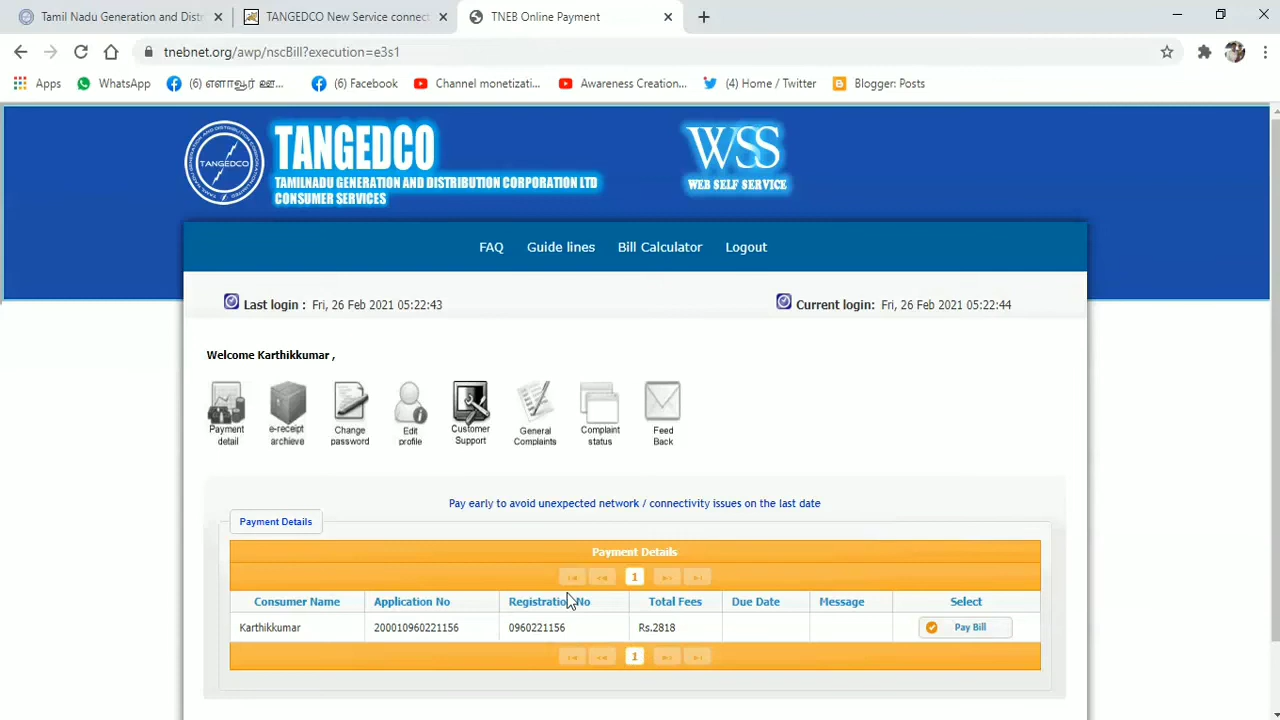 Tamil Nadu Generation and Distr
TANGEDCO New Service connect
TNEB Online Payment
tnebnet.org/awp/nscBill?execution=e3s1
Apps
WhatsApp
(6) எளாவூர் ஊ...
(6) Facebook
Channel monetizati...
Awareness Creation...
(4) Home / Twitter
Blogger: Posts
TANGEDCO
TANGEDCO
TAMILNADU GENERATION AND DISTRIBUTION CORPORATION LTD
CONSUMER SERVICES
WSS
WEB SELF SERVICE
FAQ Guide lines Bill Calculator Logout
Last login : Fri, 26 Feb 2021 05:22:43
Current login: Fri, 26 Feb 2021 05:22:44
Welcome Karthikkumar ,
Payment
detail
e-receipt
archieve
Change
password
Edit
profile
Customer
Support
General
Complaints
Complaint
status
Feed
Back
Pay early to avoid unexpected network / connectivity issues on the last date
Payment Details
Payment Details
1
Consumer Name Application No Registration No Total Fees Due Date Message Select
Karthikkumar 200010960221156 0960221156 Rs.2818 Pay Bill
1